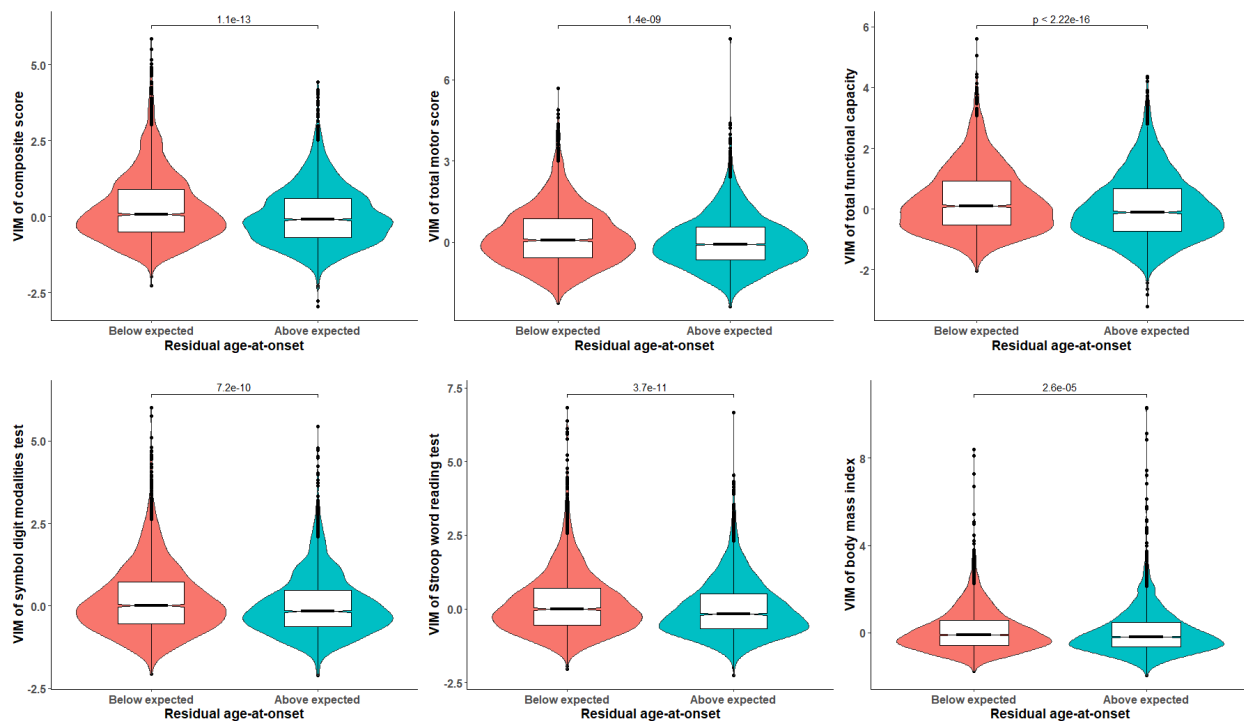 1.1e-13
VIM of composite score
5.0
2.5
0.0
-2.5
Below expected Above expected
Residual age-at-onset
1.4e-09
VIM of total motor score
6
3
0
Below expected Above expected
Residual age-at-onset
p < 2.22e-16
VIM of total functional capacity
6
4
2
0
-2
Below expected Above expected
Residual age-at-onset
7.2e-10
VIM of symbol digit modalities test
5.0
2.5
0.0
-2.5
Below expected Above expected
Residual age-at-onset
3.7e-11
VIM of Stroop word reading test
7.5
5.0
2.5
0.0
-2.5
Below expected Above expected
Residual age-at-onset
2.6e-05
VIM of body mass index
8
4
0
Below expected Above expected
Residual age-at-onset